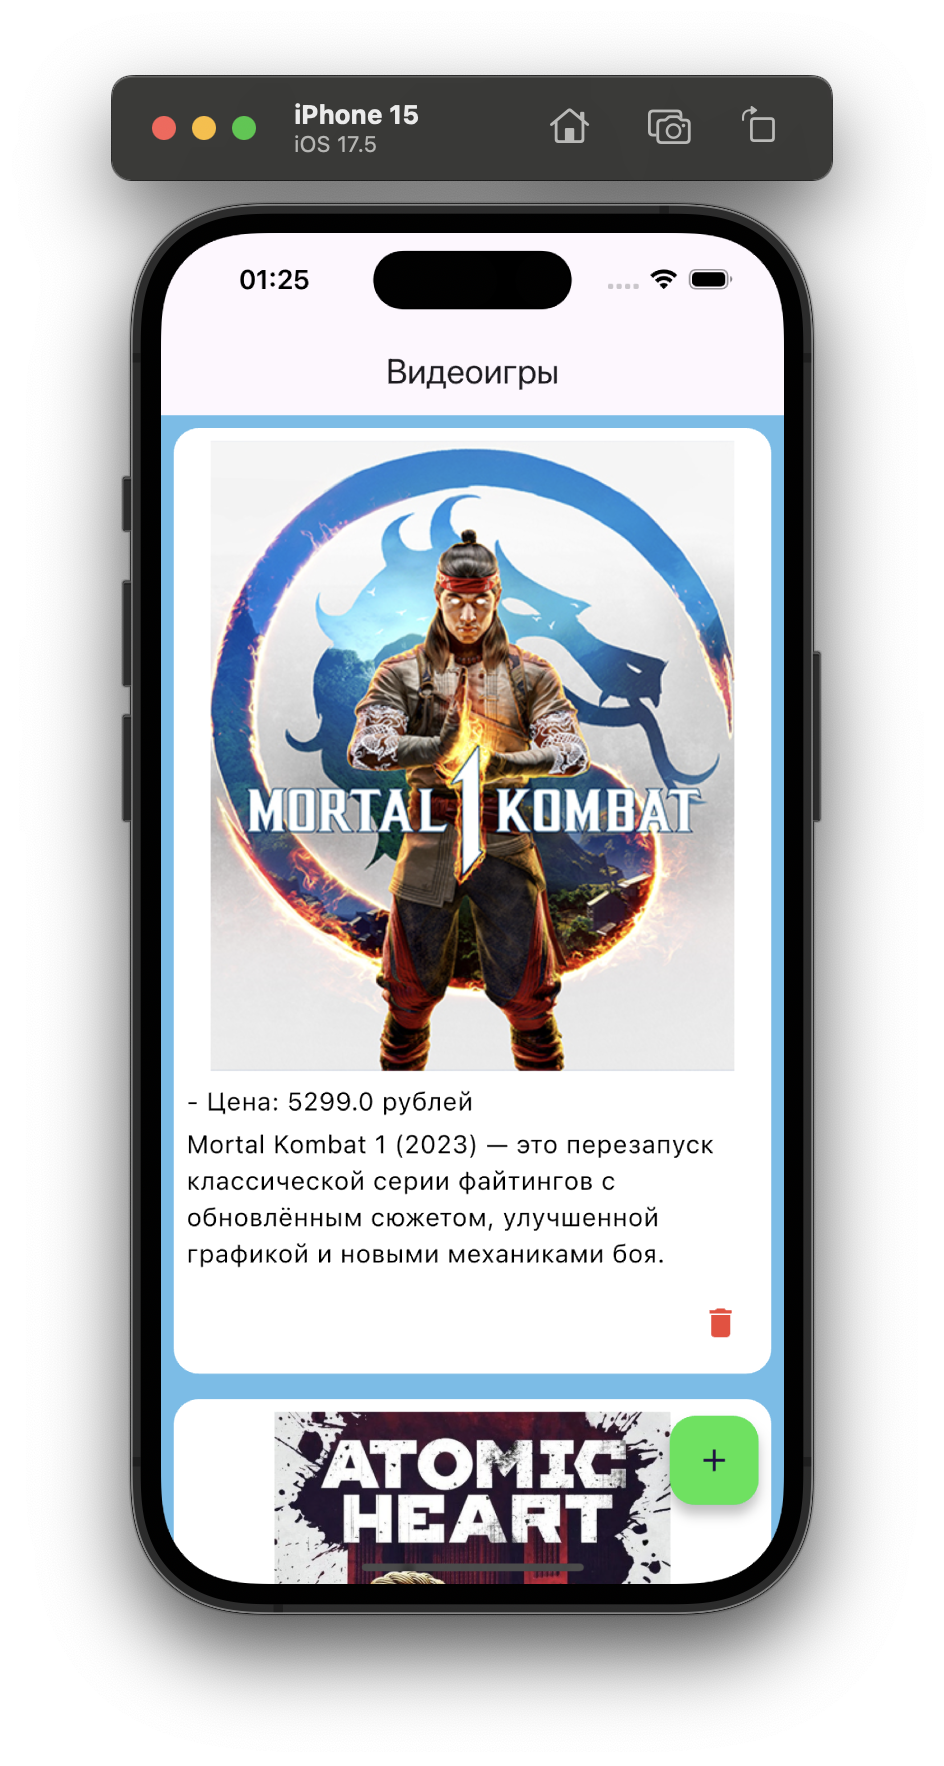 iPhone 15
iOS 17.5
01:25
Видеоигры
MORTAL 1 KOMBAT
- Цена: 5299.0 рублей
Mortal Kombat 1 (2023) — это перезапуск
классической серии файтингов с
обновлённым сюжетом, улучшенной
графикой и новыми механиками боя.
ATOMIC
HEART
+